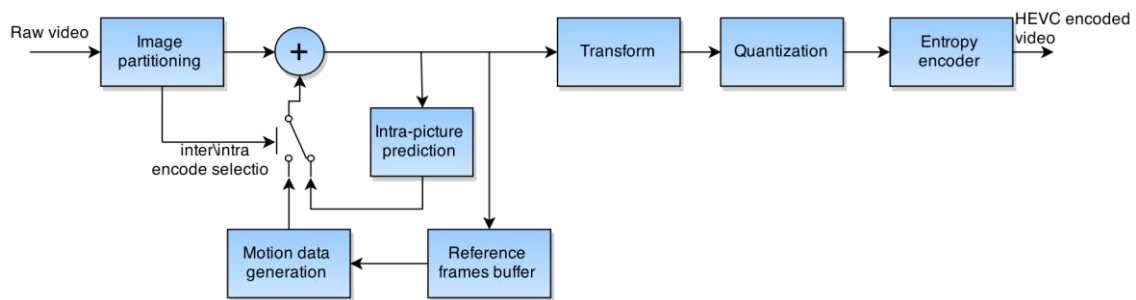 Raw video
Image
partitioning
+
Transform
Quantization
Entropy
encoder
HEVC encoded
video
Intra-picture
prediction
inter\intra
encode selectio
Motion data
generation
Reference
frames buffer